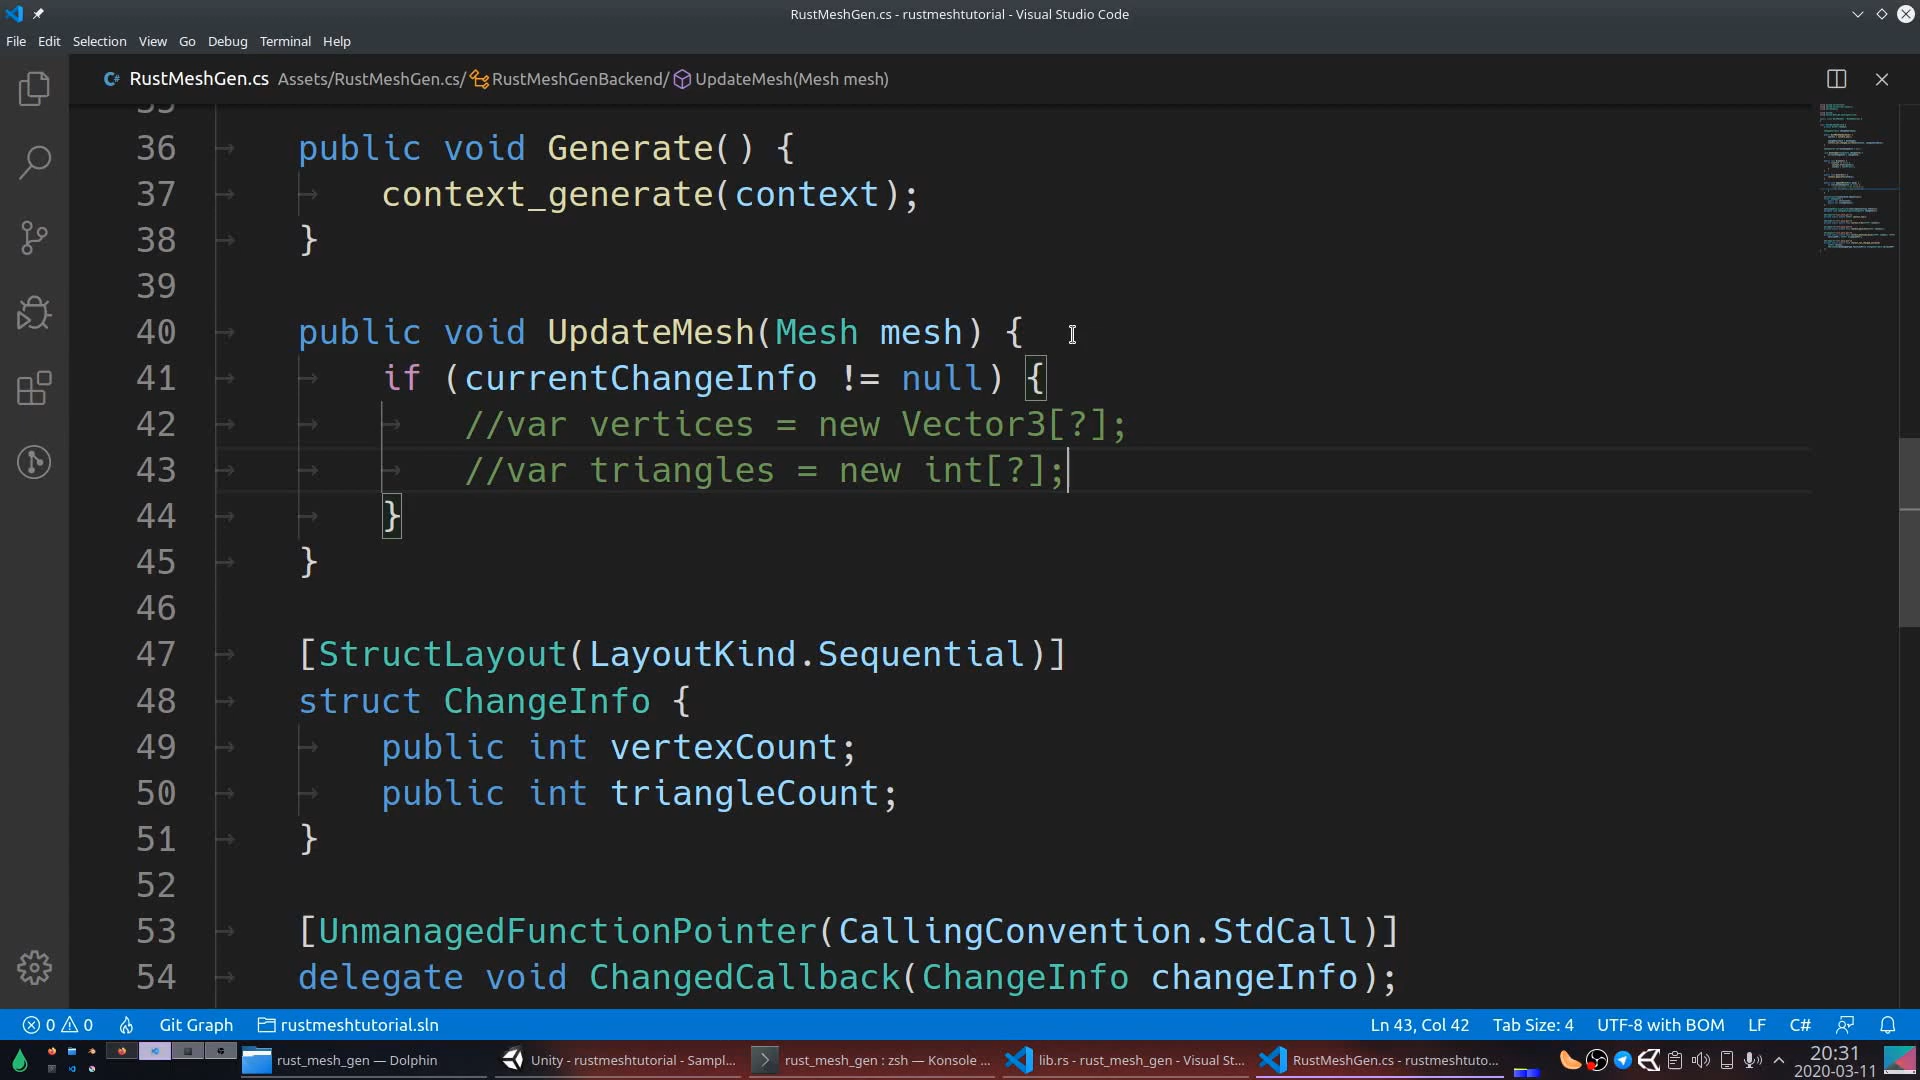 RustMeshGen.cs - rustmeshtutorial - Visual Studio Code
File Edit Selection View Go Debug Terminal Help
RustMeshGen.cs Assets/RustMeshGen.cs/ RustMeshGenBackend/ UpdateMesh(Mesh mesh)
36 public void Generate() {
37 context_generate(context);
38 }
39
40 public void UpdateMesh(Mesh mesh) {
41 if (currentChangeInfo != null) {
42 //var vertices = new Vector3[?];
43 //var triangles = new int[?];
44 }
45 }
46
47 [StructLayout(LayoutKind.Sequential)]
48 struct ChangeInfo {
49 public int vertexCount;
50 public int triangleCount;
51 }
52
53 [UnmanagedFunctionPointer(CallingConvention.StdCall)]
54 delegate void ChangedCallback(ChangeInfo changeInfo);
0 0 Git Graph rustmeshtutorial.sln Ln 43, Col 42 Tab Size: 4 UTF-8 with BOM LF C#
rust_mesh_gen — Dolphin Unity - rustmeshtutorial - Sampl... rust_mesh_gen : zsh — Konsole ... lib.rs - rust_mesh_gen - Visual St... RustMeshGen.cs - rustmeshtuto... 20:31
2020-03-11